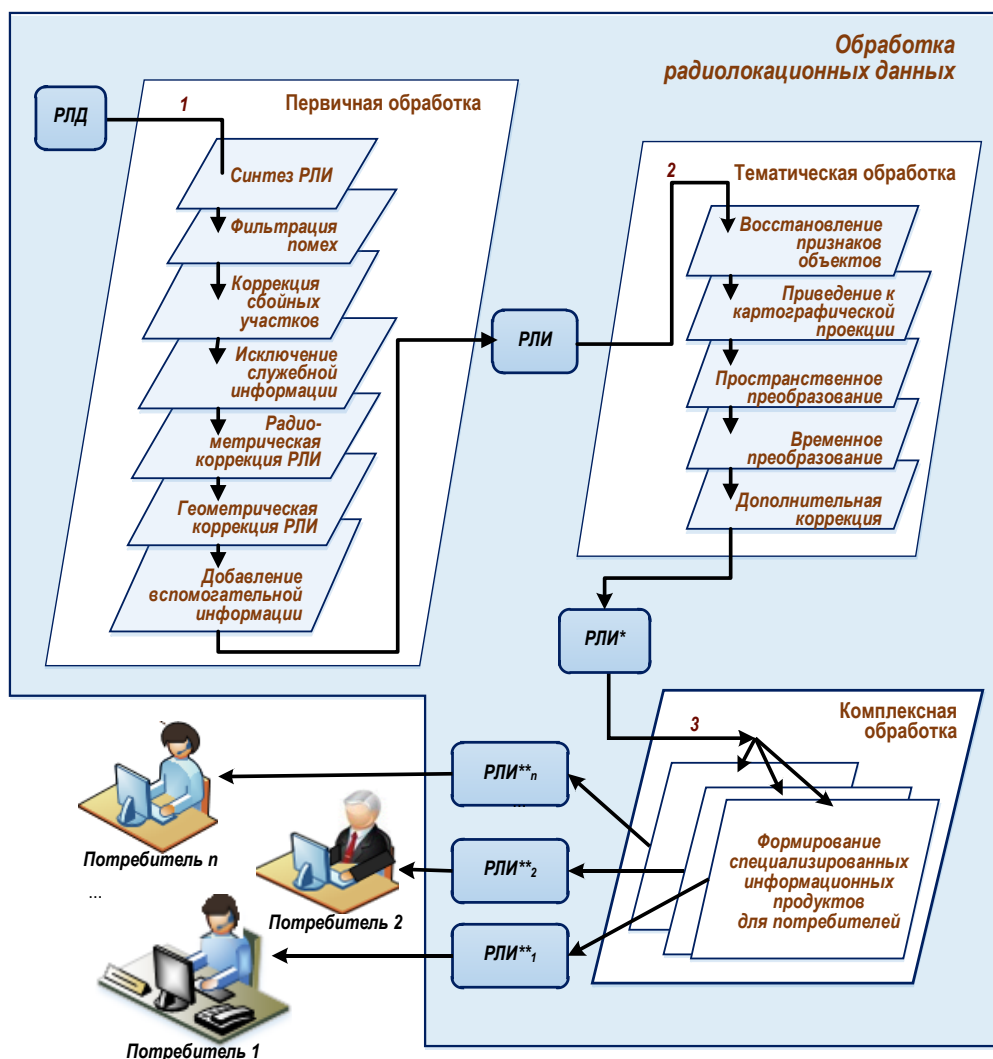 Обработка
радиолокационных данных
РЛД
1
Первичная обработка
Синтез РЛИ
Фильтрация
помех
Коррекция
сбойных
участков
Исключение
служебной
информации
Радио-
метрическая
коррекция РЛИ
Геометрическая
коррекция РЛИ
Добавление
вспомогательной
информации
РЛИ
2
Тематическая обработка
Восстановление
признаков
объектов
Приведение к
картографической
проекции
Пространственное
преобразование
Временное
преобразование
Дополнительная
коррекция
РЛИ*
3
Комплексная
обработка
Формирование
специализированных
информационных
продуктов
для потребителей
РЛИ**n
...
РЛИ**2
РЛИ**1
Потребитель n
...
Потребитель 2
Потребитель 1